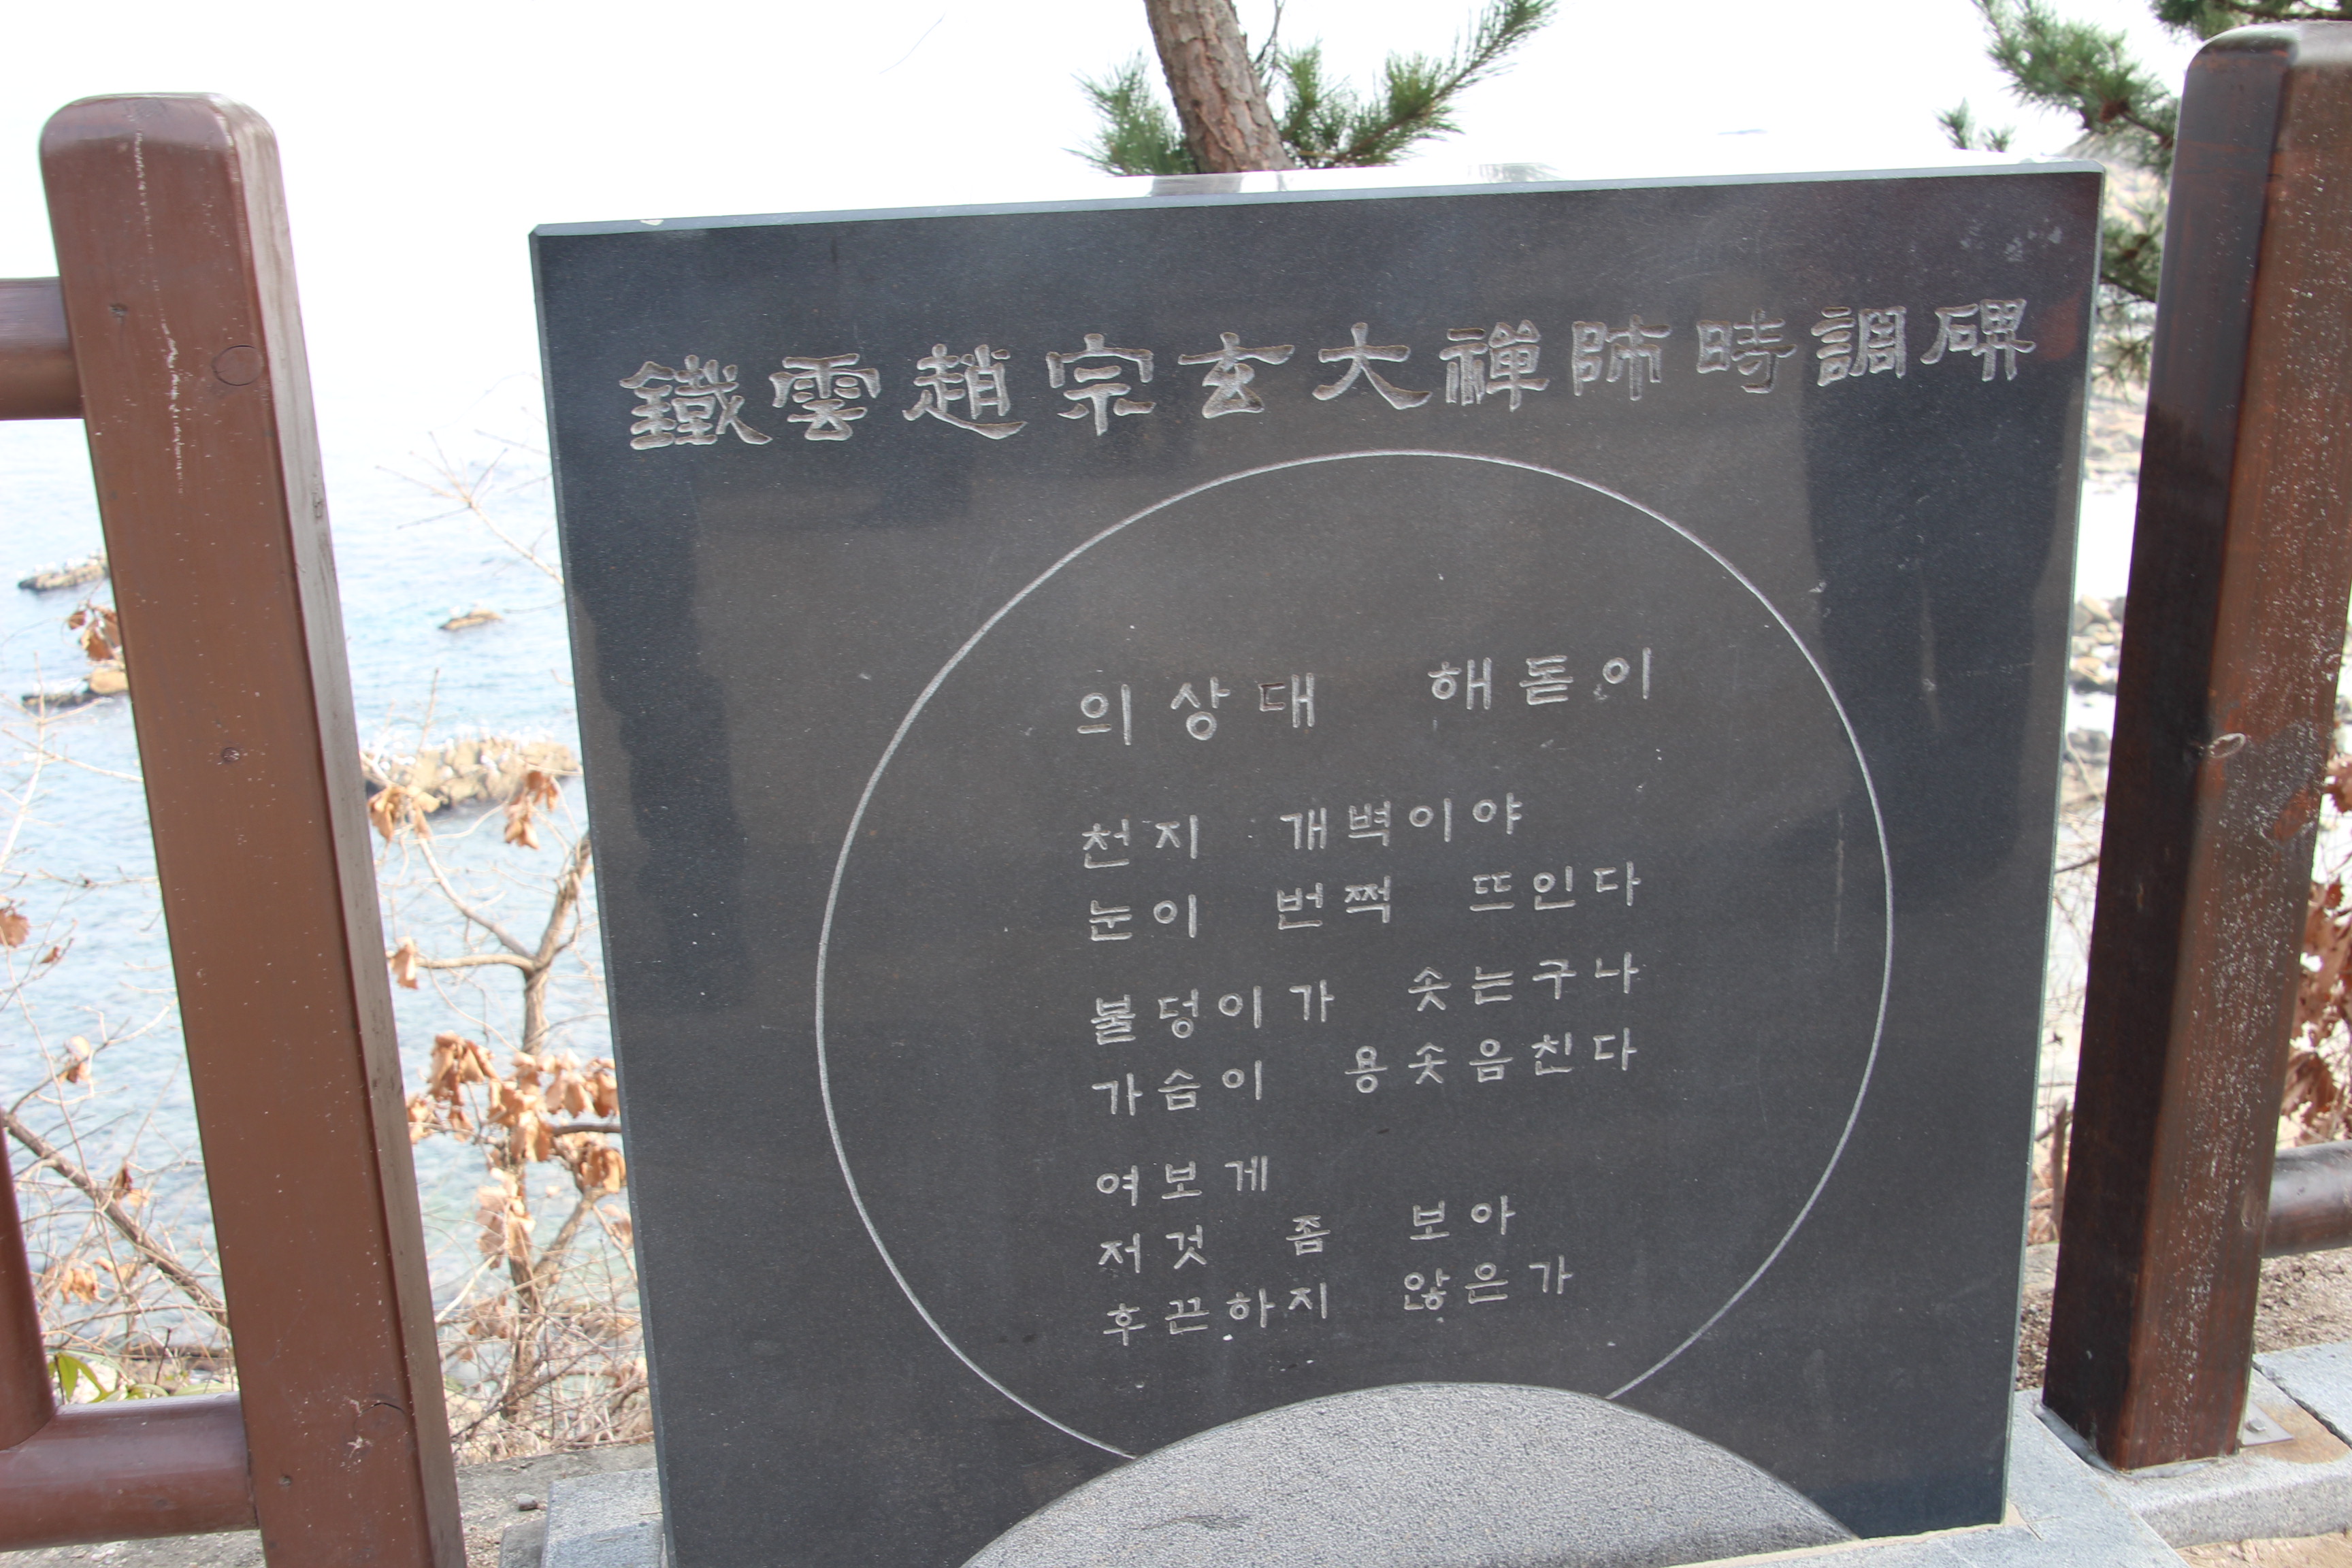 鐵雲趙宗玄大禪師時調碑
의상대 해돋이
천지 개벽이야
눈이 번쩍 뜨인다
불덩이가 솟는구나
가슴이 용솟음친다
여보게
저것 좀 보아
후끈하지 않은가